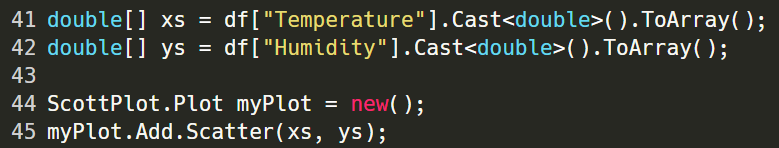 41 double[] xs = df["Temperature"].Cast<double>().ToArray();
42 double[] ys = df["Humidity"].Cast<double>().ToArray();
43
44 ScottPlot.Plot myPlot = new();
45 myPlot.Add.Scatter(xs, ys);